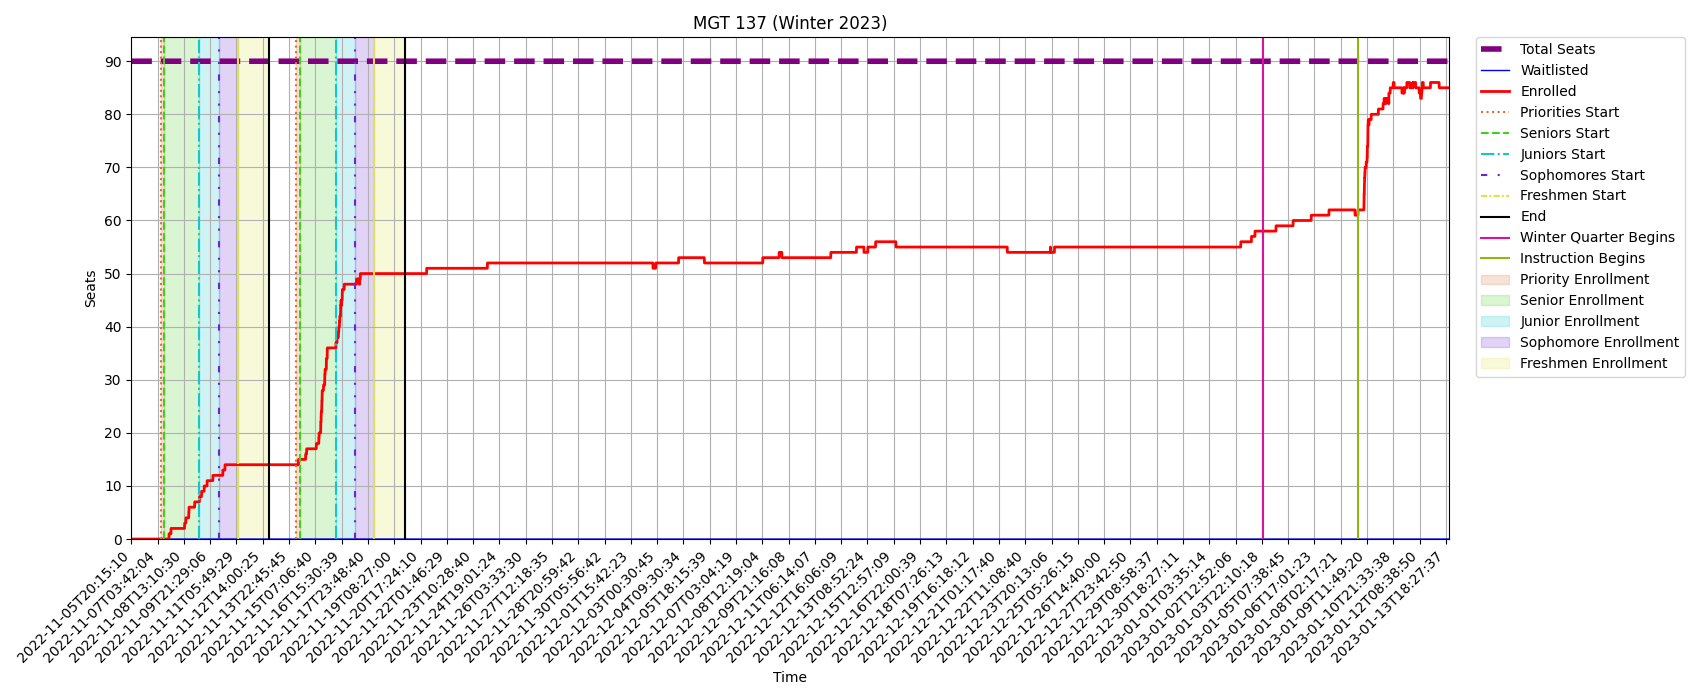 MGT 137 (Winter 2023)
Seats
90
80
70
60
50
40
30
20
10
0
2022-11-05T20:15:10
2022-11-07T03:42:04
2022-11-08T13:10:30
2022-11-09T21:29:06
2022-11-11T05:49:29
2022-11-12T14:00:25
2022-11-13T22:45:45
2022-11-15T07:06:40
2022-11-16T15:30:39
2022-11-17T23:48:40
2022-11-19T08:27:00
2022-11-20T17:24:10
2022-11-22T01:46:29
2022-11-23T10:28:40
2022-11-24T19:01:24
2022-11-26T03:33:30
2022-11-27T12:18:35
2022-11-28T20:59:42
2022-11-30T05:56:42
2022-12-01T15:42:23
2022-12-03T00:30:45
2022-12-04T09:30:34
2022-12-05T18:15:39
2022-12-07T03:04:19
2022-12-08T12:19:04
2022-12-09T21:16:08
2022-12-11T06:14:07
2022-12-12T16:06:09
2022-12-13T08:52:24
2022-12-15T12:57:09
2022-12-16T22:00:39
2022-12-18T07:26:13
2022-12-19T16:18:12
2022-12-21T01:17:40
2022-12-22T11:08:40
2022-12-23T20:13:06
2022-12-25T05:26:15
2022-12-26T14:40:00
2022-12-27T23:42:50
2022-12-29T08:58:37
2022-12-30T18:27:11
2023-01-01T03:35:14
2023-01-02T12:52:06
2023-01-03T22:10:18
2023-01-05T07:38:45
2023-01-06T17:01:23
2023-01-08T02:17:21
2023-01-09T11:49:20
2023-01-10T21:33:38
2023-01-12T08:38:50
2023-01-13T18:27:37
Time
Total Seats
Waitlisted
Enrolled
Priorities Start
Seniors Start
Juniors Start
Sophomores Start
Freshmen Start
End
Winter Quarter Begins
Instruction Begins
Priority Enrollment
Senior Enrollment
Junior Enrollment
Sophomore Enrollment
Freshmen Enrollment